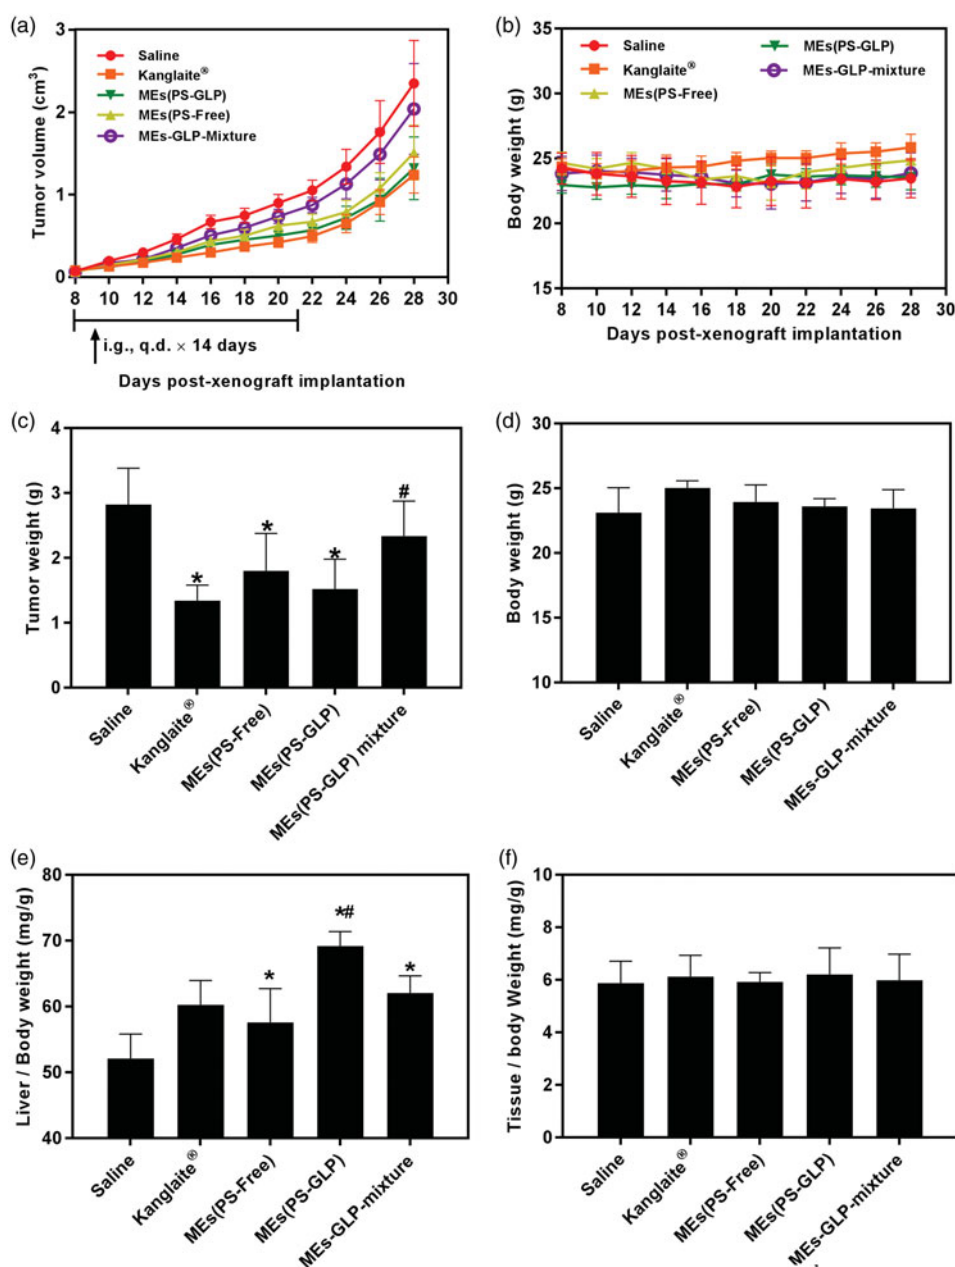 (a)
Tumor volume (cm³)
3
2
1
0
Saline
Kanglaite®
MEs(PS-GLP)
MEs(PS-Free)
MEs-GLP-Mixture
8 10 12 14 16 18 20 22 24 26 28 30
i.g., q.d. × 14 days
Days post-xenograft implantation
(b)
Body weight (g)
35
30
25
20
15
Saline
Kanglaite®
MEs(PS-Free)
MEs(PS-GLP)
MEs-GLP-mixture
8 10 12 14 16 18 20 22 24 26 28 30
Days post-xenograft implantation
(c)
Tumor weight (g)
4
3
2
1
0
* * * #
Saline
Kanglaite®
MEs(PS-Free)
MEs(PS-GLP)
MEs(PS-GLP) mixture
(d)
Body weight (g)
30
25
20
15
10
Saline
Kanglaite®
MEs(PS-Free)
MEs(PS-GLP)
MEs-GLP-mixture
(e)
Liver / Body weight (mg/g)
80
70
60
50
40
* *# *
Saline
Kanglaite®
MEs(PS-Free)
MEs(PS-GLP)
MEs-GLP-mixture
(f)
Tissue / body Weight (mg/g)
10
8
6
4
2
0
Saline
Kanglaite®
MEs(PS-Free)
MEs(PS-GLP)
MEs-GLP-mixture